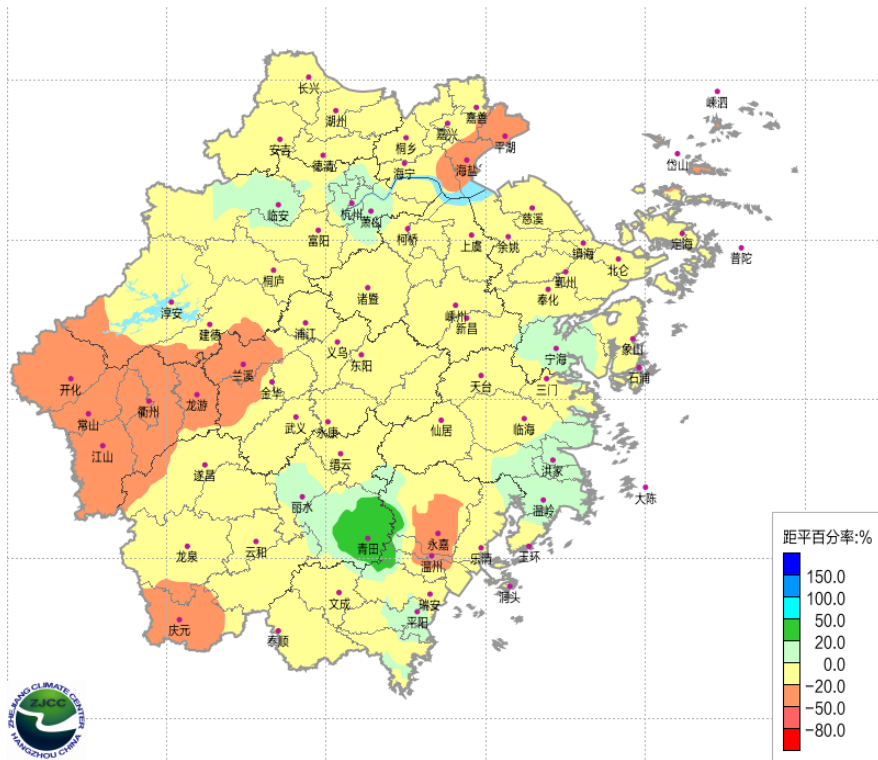 长兴
嵊泗
湖州
嘉善
嘉兴
平湖
安吉
桐乡
德清
海宁
海盐
岱山
临安
杭州
萧山
慈溪
富阳
柯桥
上虞
余姚
镇海
定海
普陀
桐庐
鄞州
北仑
诸暨
奉化
淳安
建德
浦江
嵊州
新昌
义乌
东阳
宁海
象山
石浦
开化
兰溪
金华
天台
三门
衢州
龙游
常山
武义
永康
仙居
临海
江山
遂昌
缙云
洪家
丽水
大陈
温岭
龙泉
云和
青田
永嘉
温州
乐清
玉环
文成
瑞安
洞头
庆元
泰顺
平阳
距平百分率:%
150.0
100.0
50.0
20.0
0.0
−20.0
−50.0
−80.0
ZHEJIANG CLIMATE CENTER
ZJCC
HANGZHOU CHINA